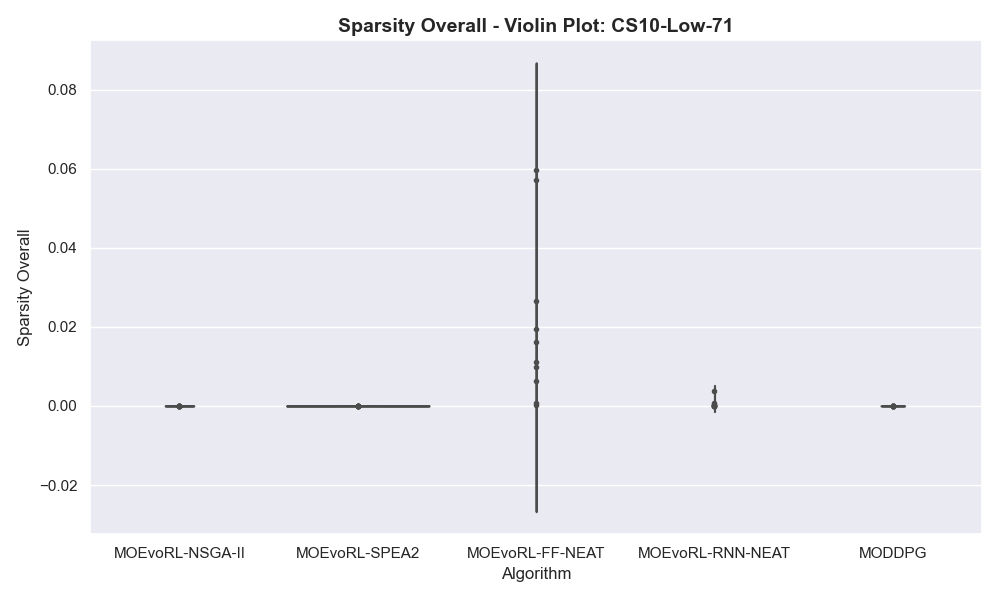 Sparsity Overall - Violin Plot: CS10-Low-71
Sparsity Overall
0.08
0.06
0.04
0.02
0.00
−0.02
MOEvoRL-NSGA-II MOEvoRL-SPEA2 MOEvoRL-FF-NEAT MOEvoRL-RNN-NEAT MODDPG
Algorithm